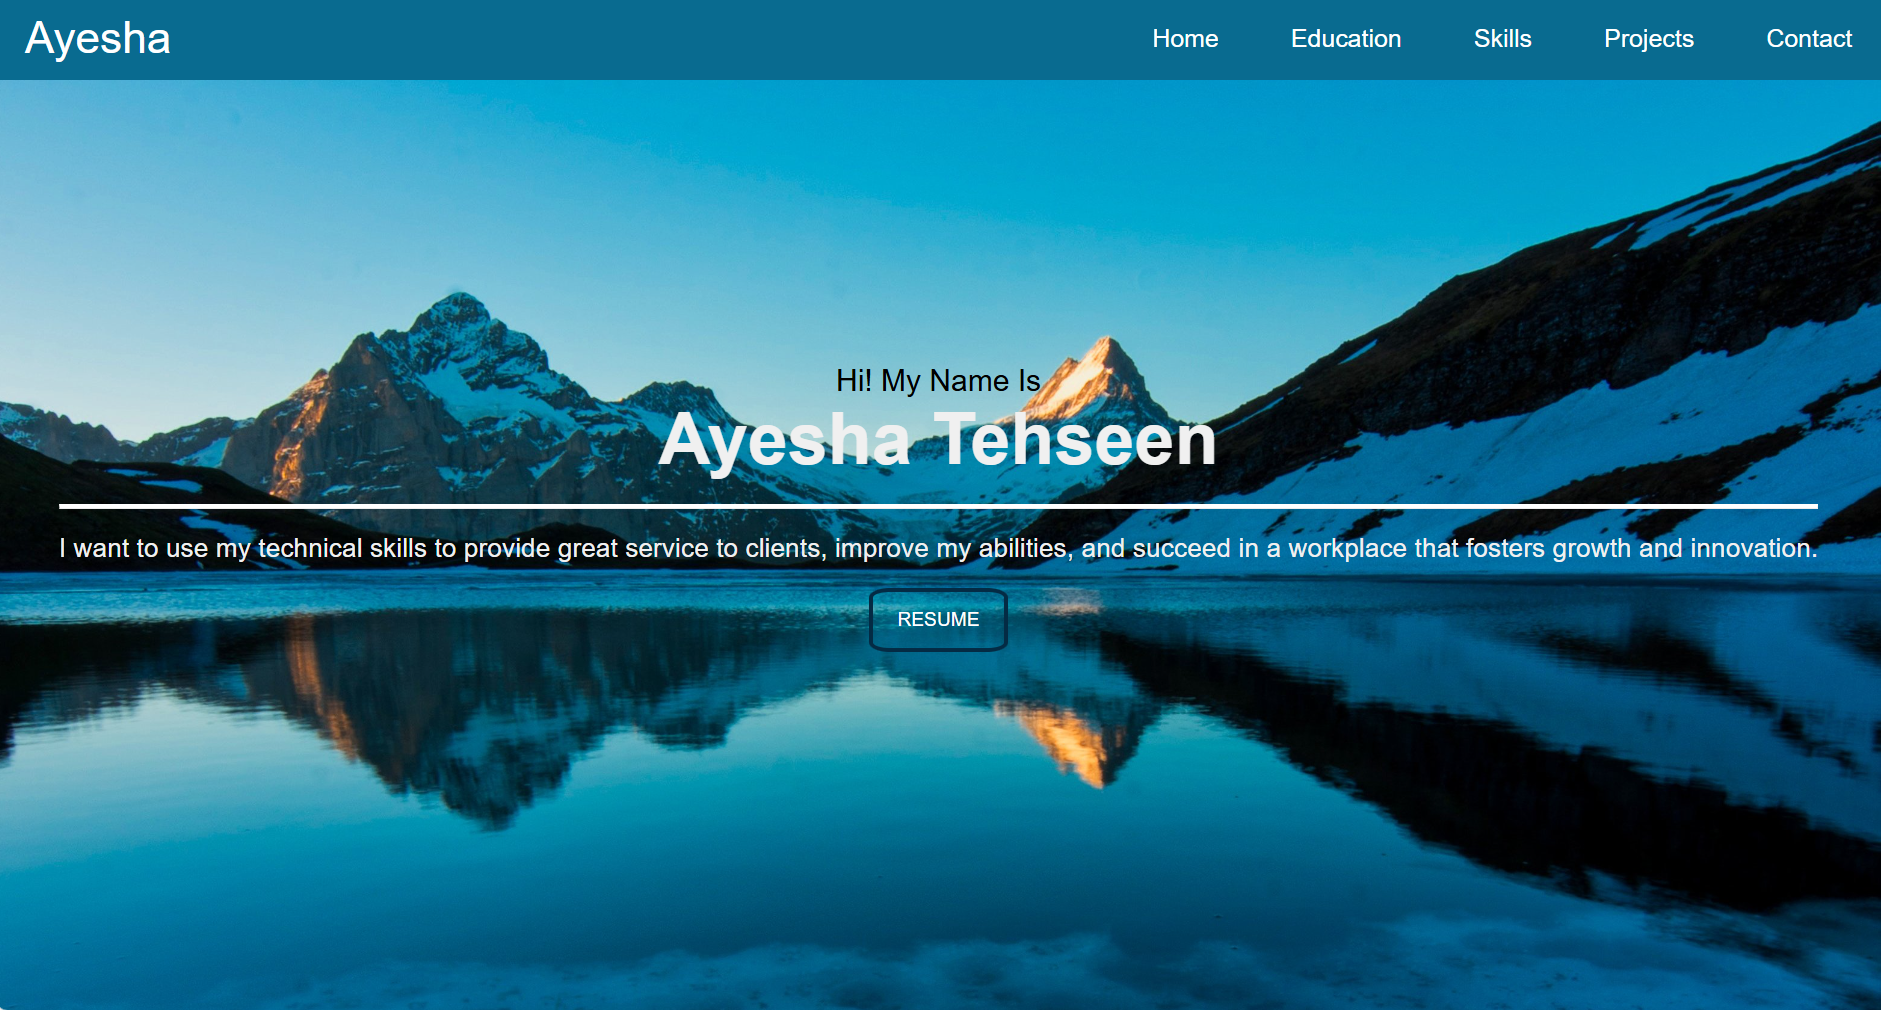 Ayesha
Home Education Skills Projects Contact
Hi! My Name Is
Ayesha Tehseen
I want to use my technical skills to provide great service to clients, improve my abilities, and succeed in a workplace that fosters growth and innovation.
RESUME